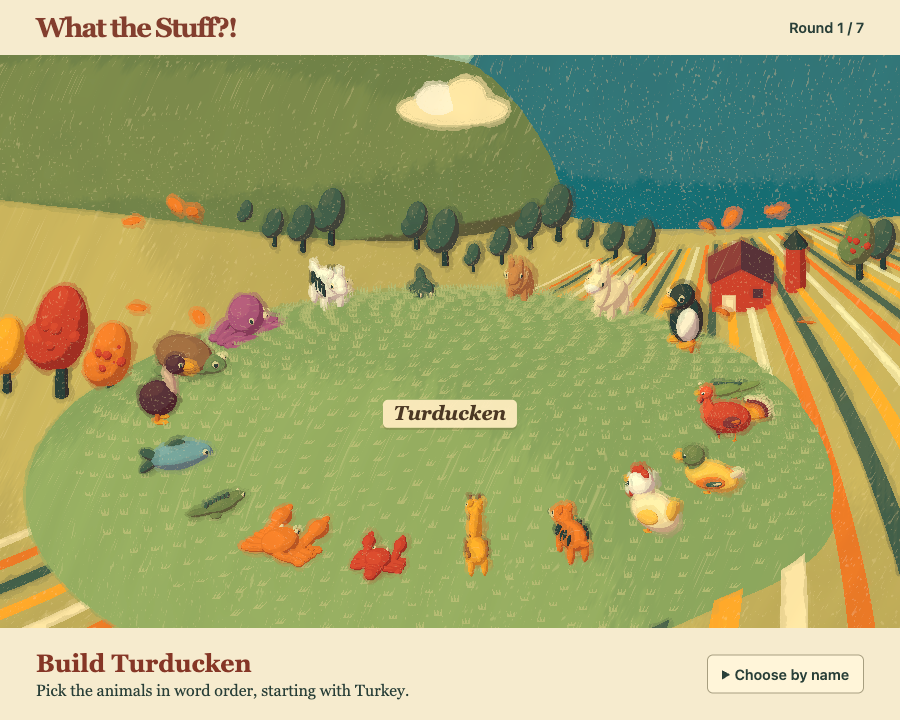 What the Stuff?!
Round 1 / 7
Turducken
Build Turducken
Pick the animals in word order, starting with Turkey.
Choose by name